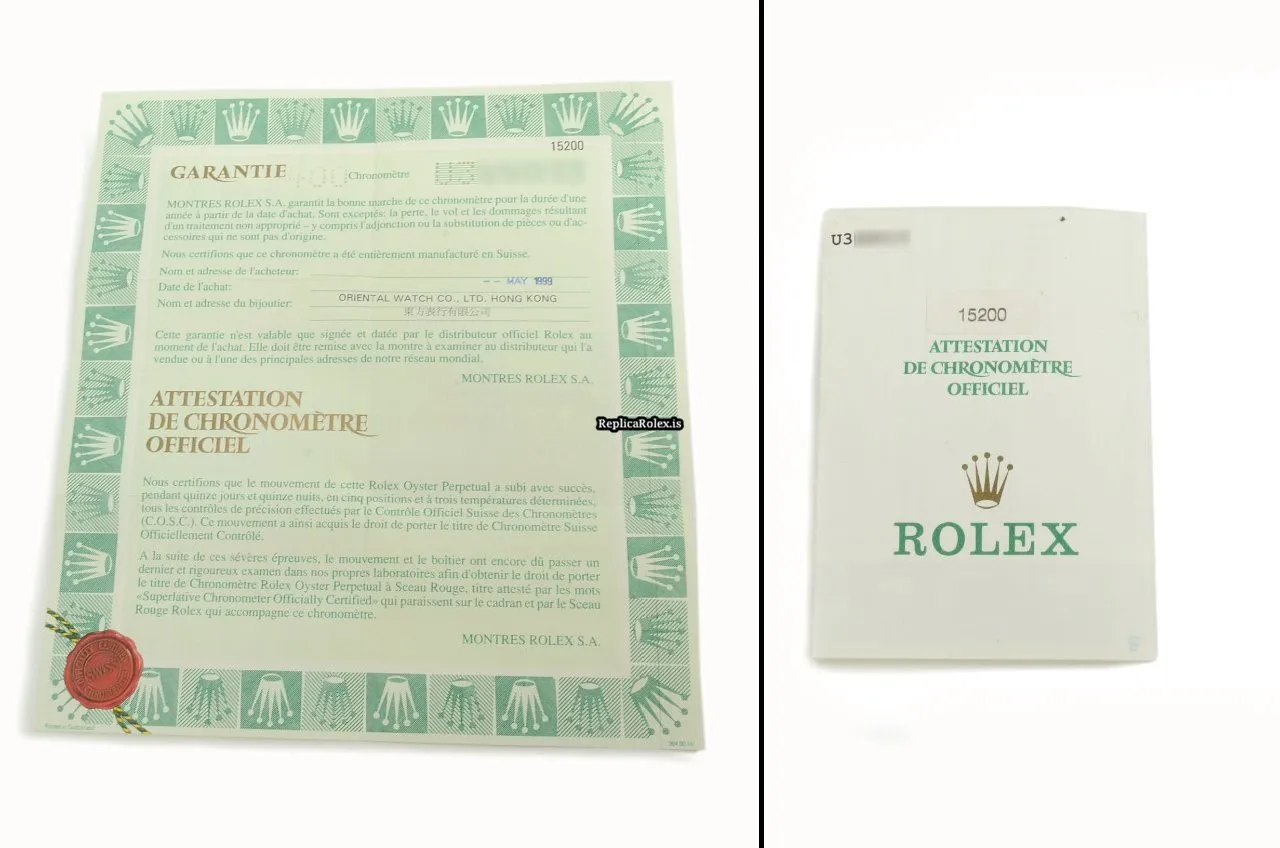 15200
GARANTIE
Chronomètre
MONTRES ROLEX S.A. garantit la bonne marche de ce chronomètre pour la durée d'une
année à partir de la date d'achat. Sont exceptés: la perte, le vol et les dommages résultant
d'un traitement non approprié – y compris l'adjonction ou la substitution de pièces ou d'ac-
cessoires qui ne sont pas d'origine.
Nous certifions que ce chronomètre a été entièrement manufacturé en Suisse.
Nom et adresse de l'acheteur:
Date de l'achat: -- MAY 1999
Nom et adresse du bijoutier: ORIENTAL WATCH CO., LTD. HONG KONG
東方表行有限公司
Cette garantie n'est valable que signée et datée par le distributeur officiel Rolex au
moment de l'achat. Elle doit être remise avec la montre à examiner au distributeur qui l'a
vendue ou à l'une des principales adresses de notre réseau mondial.
MONTRES ROLEX S.A.
ATTESTATION
DE CHRONOMÈTRE
OFFICIEL
Nous certifions que le mouvement de cette Rolex Oyster Perpetual a subi avec succès,
pendant quinze jours et quinze nuits, en cinq positions et à trois températures déterminées,
tous les contrôles de précision effectués par le Contrôle Officiel Suisse des Chronomètres
(C.O.S.C.). Ce mouvement a ainsi acquis le droit de porter le titre de Chronomètre Suisse
Officiellement Contrôlé.
A la suite de ces sévères épreuves, le mouvement et le boîtier ont encore dû passer un
dernier et rigoureux examen dans nos propres laboratoires afin d'obtenir le droit de porter
le titre de Chronomètre Rolex Oyster Perpetual à Sceau Rouge, titre attesté par les mots
«Superlative Chronometer Officially Certified» qui paraissent sur le cadran et par le Sceau
Rouge Rolex qui accompagne ce chronomètre.
MONTRES ROLEX S.A.
SWISS
Printed in Switzerland
ReplicaRolex.is
U3
15200
ATTESTATION
DE CHRONOMÈTRE
OFFICIEL
ROLEX